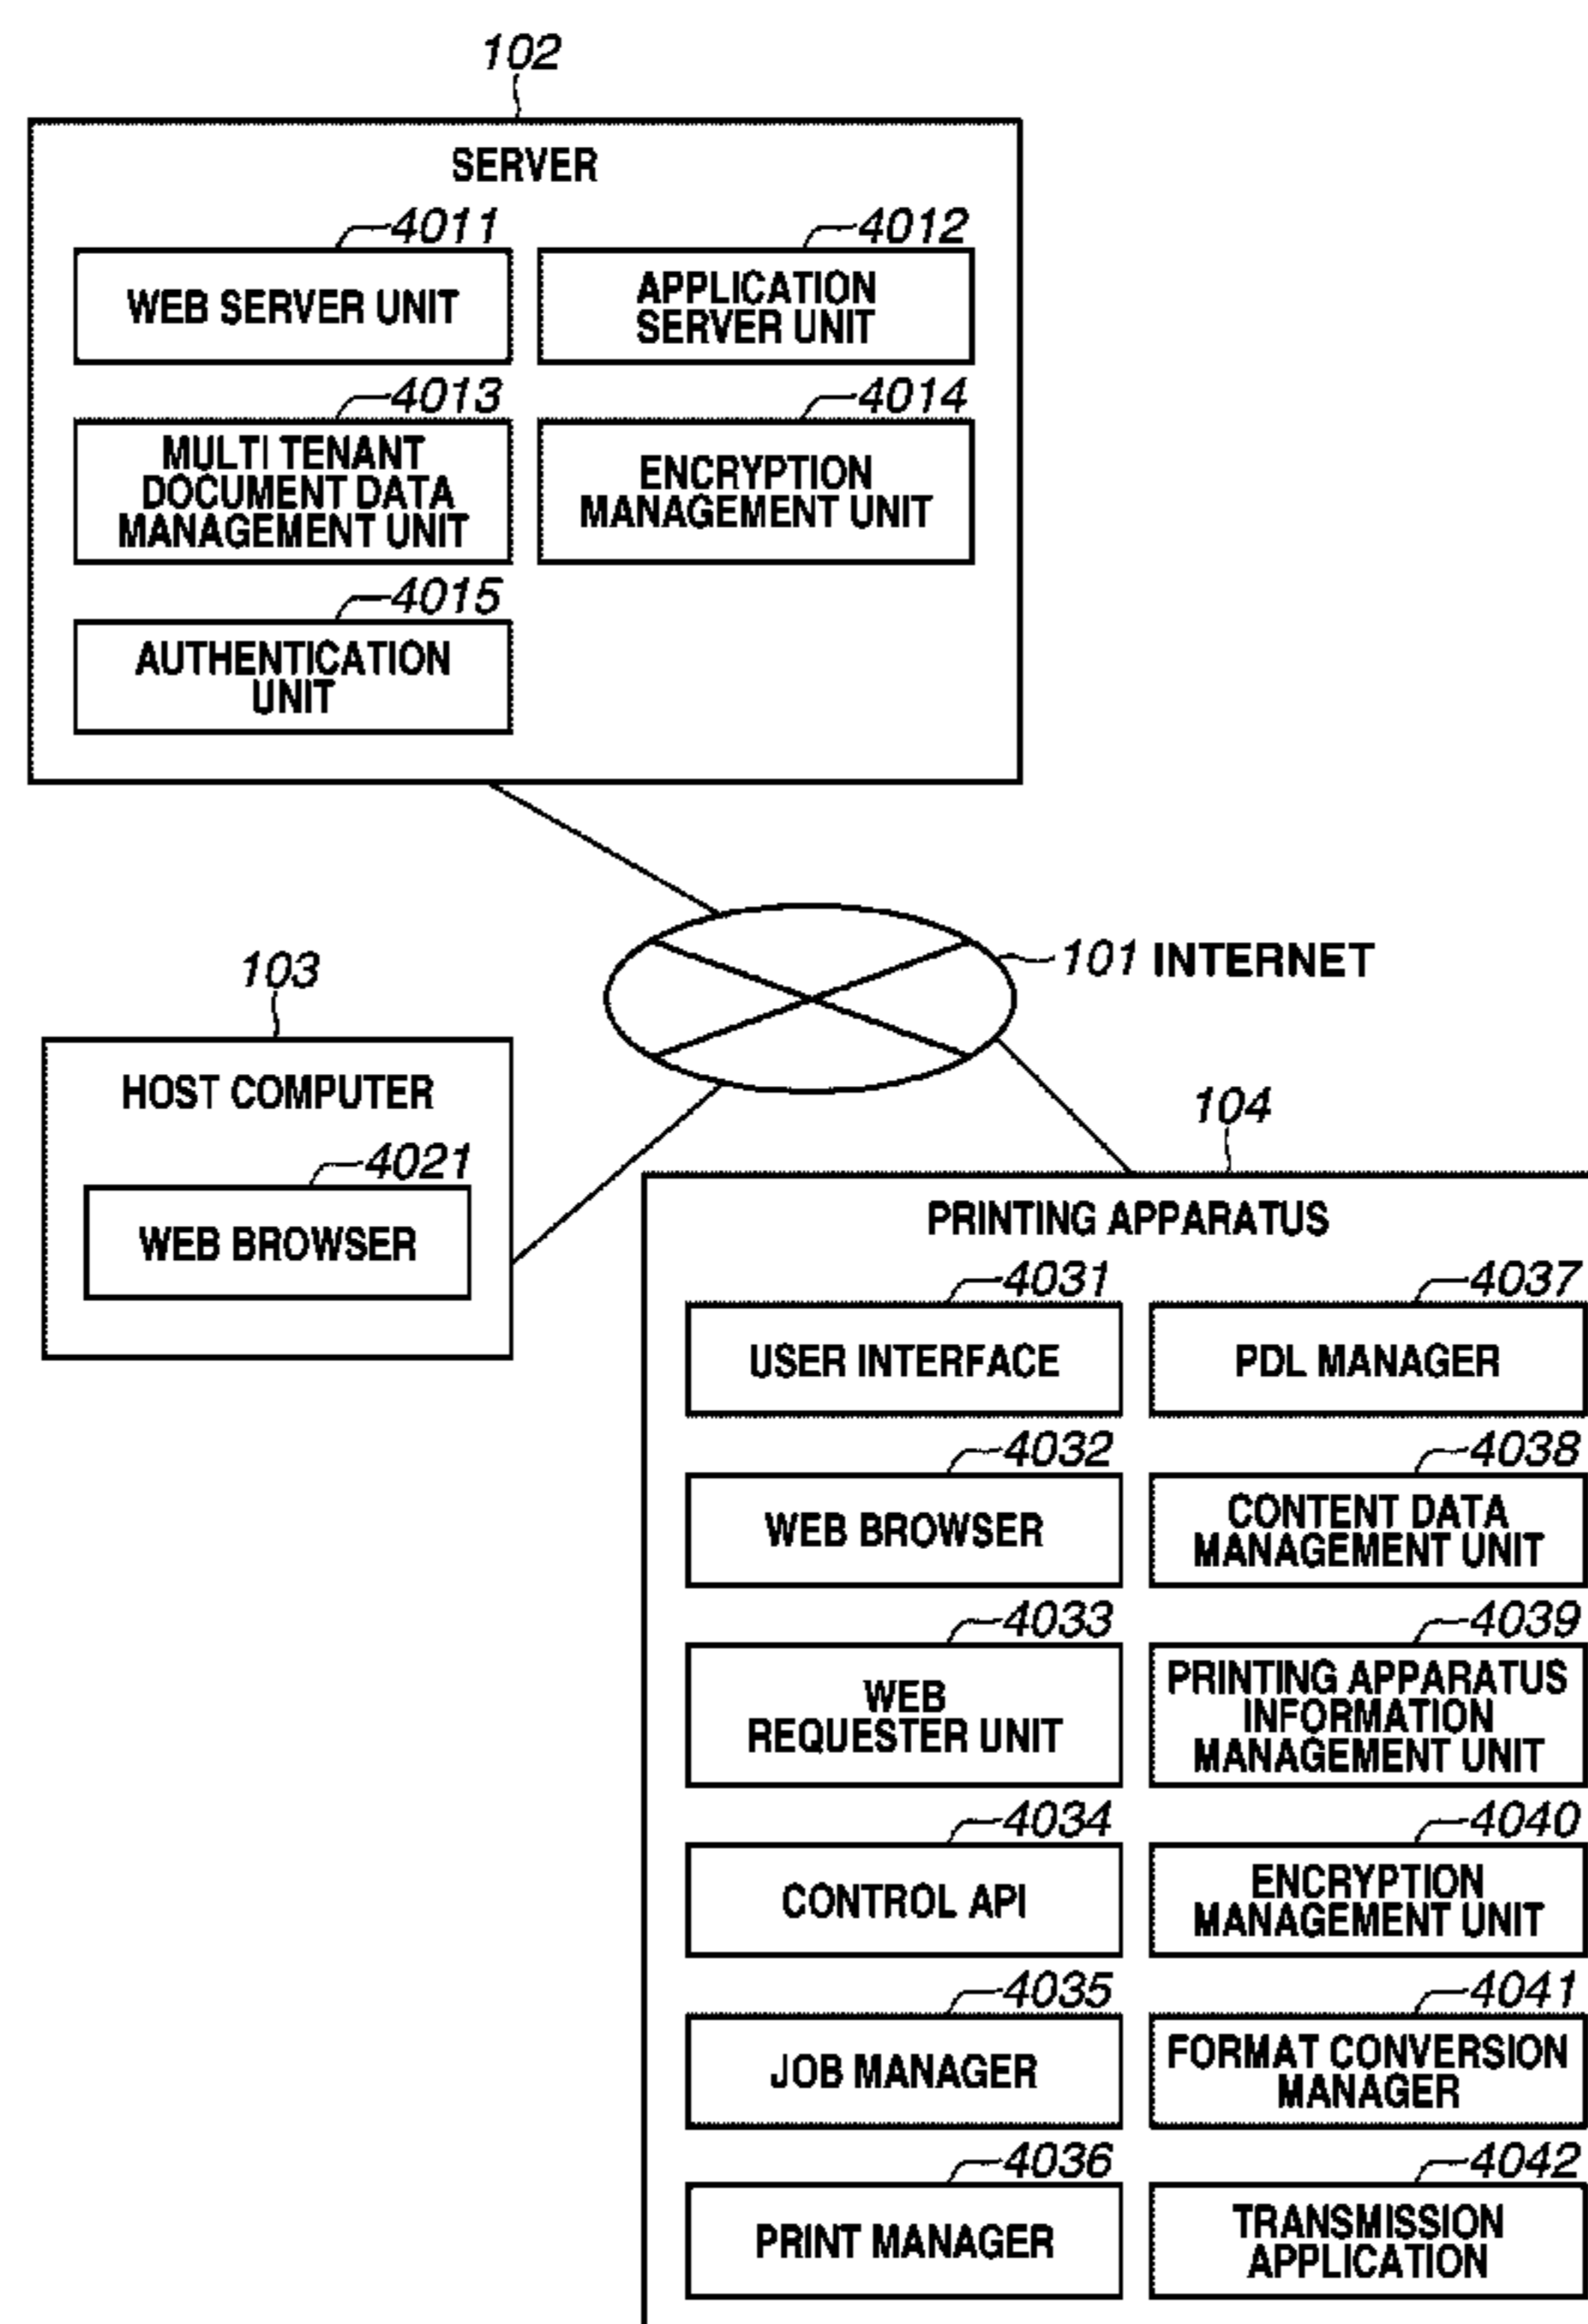 102
SERVER
4011
WEB SERVER UNIT
4012
APPLICATION
SERVER UNIT
4013
MULTI TENANT
DOCUMENT DATA
MANAGEMENT UNIT
4014
ENCRYPTION
MANAGEMENT UNIT
4015
AUTHENTICATION
UNIT
101 INTERNET
103
HOST COMPUTER
4021
WEB BROWSER
104
PRINTING APPARATUS
4031
USER INTERFACE
4037
PDL MANAGER
4032
WEB BROWSER
4038
CONTENT DATA
MANAGEMENT UNIT
4033
WEB
REQUESTER UNIT
4039
PRINTING APPARATUS
INFORMATION
MANAGEMENT UNIT
4034
CONTROL API
4040
ENCRYPTION
MANAGEMENT UNIT
4035
JOB MANAGER
4041
FORMAT CONVERSION
MANAGER
4036
PRINT MANAGER
4042
TRANSMISSION
APPLICATION